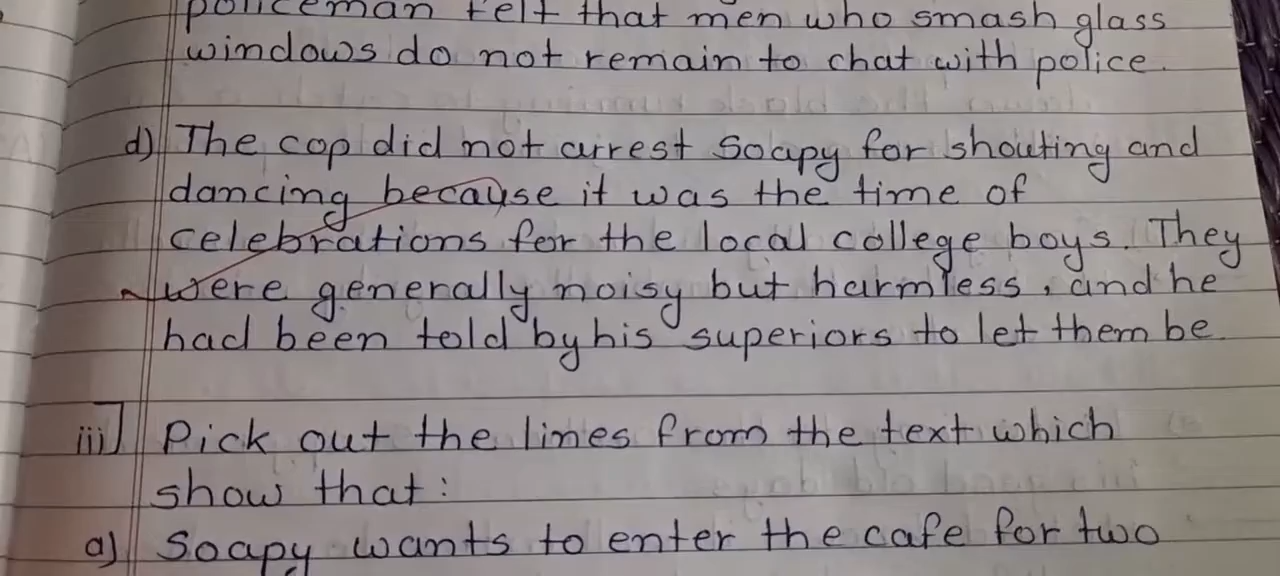 policeman felt that men who smash glass
windows do not remain to chat with police.
d) The cop did not arrest Soapy for shouting and
dancing because it was the time of
celebrations for the local college boys. They
were generally noisy but harmless, and he
had been told by his superiors to let them be.
iii] Pick out the lines from the text which
show that:
a) Soapy wants to enter the cafe for two